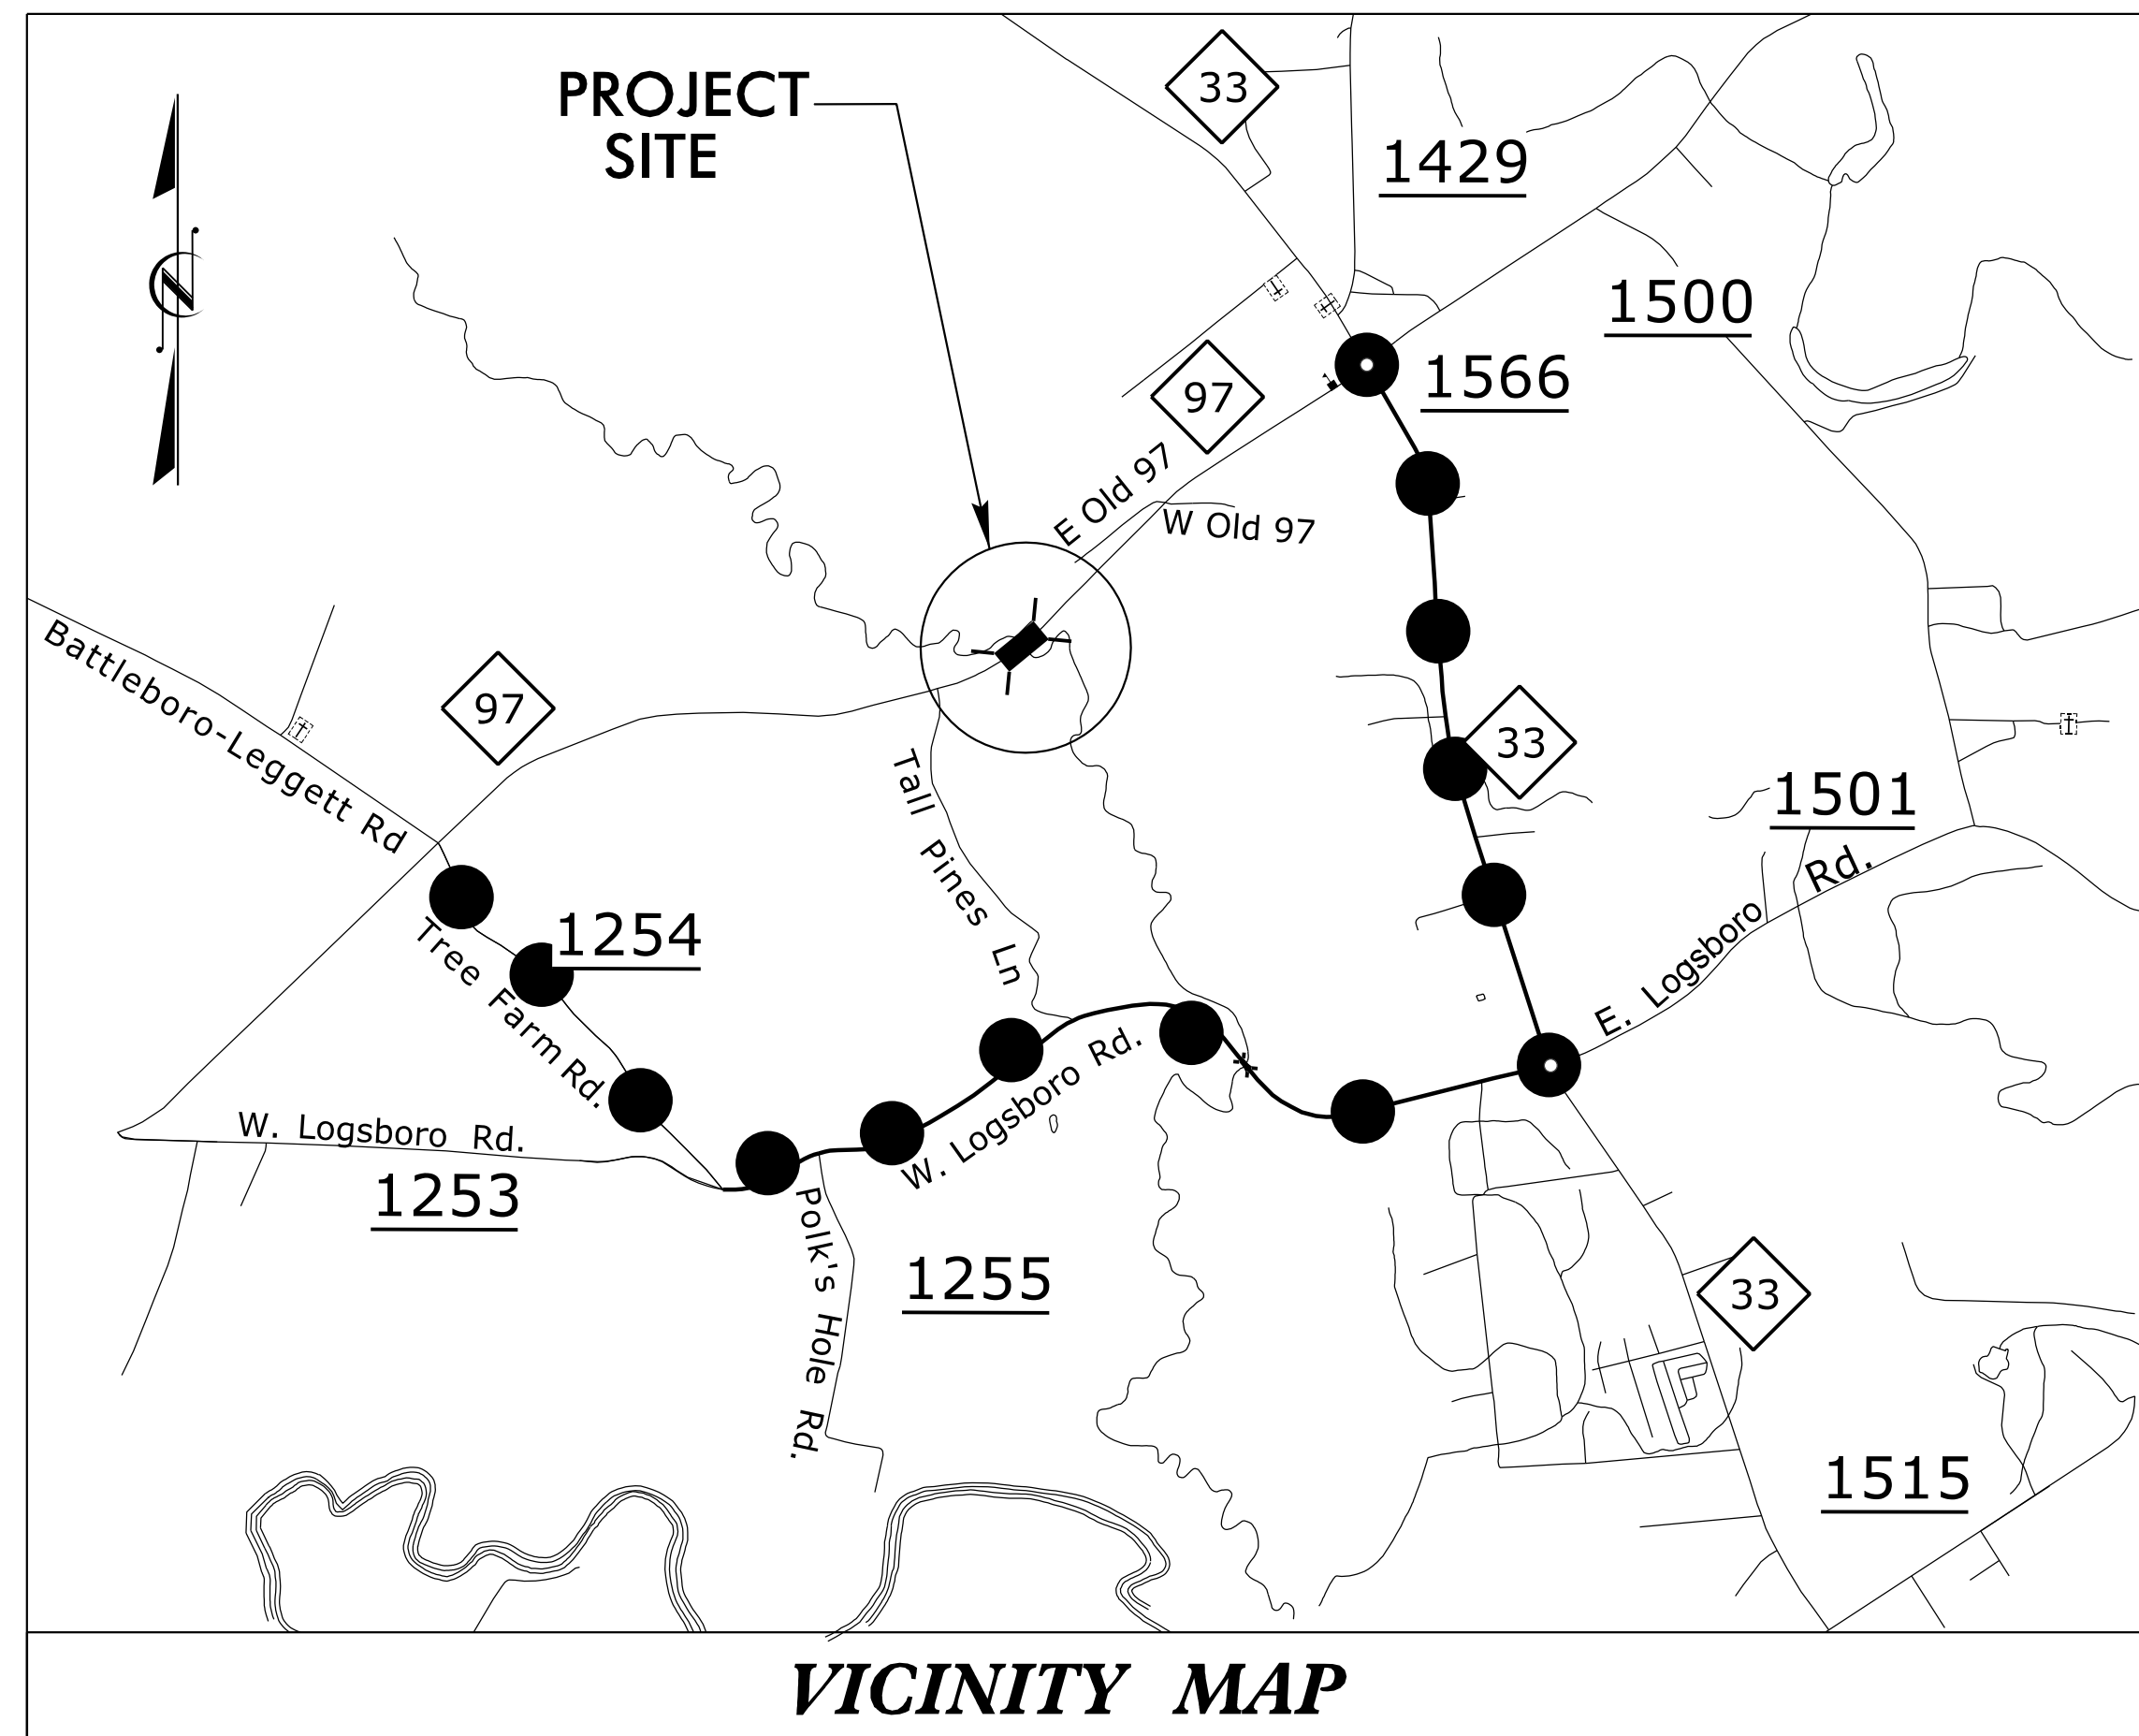 PROJECT
SITE
33
1429
N
1500
1566
97
E Old 97
W Old 97
Battleboro-Leggett Rd
97
33
Tall Pines Ln
1501
E. Logsboro Rd.
1254
Tree Farm Rd.
W. Logsboro Rd.
W. Logsboro Rd.
1253
Polk's Hole Rd.
1255
33
1515
VICINITY MAP